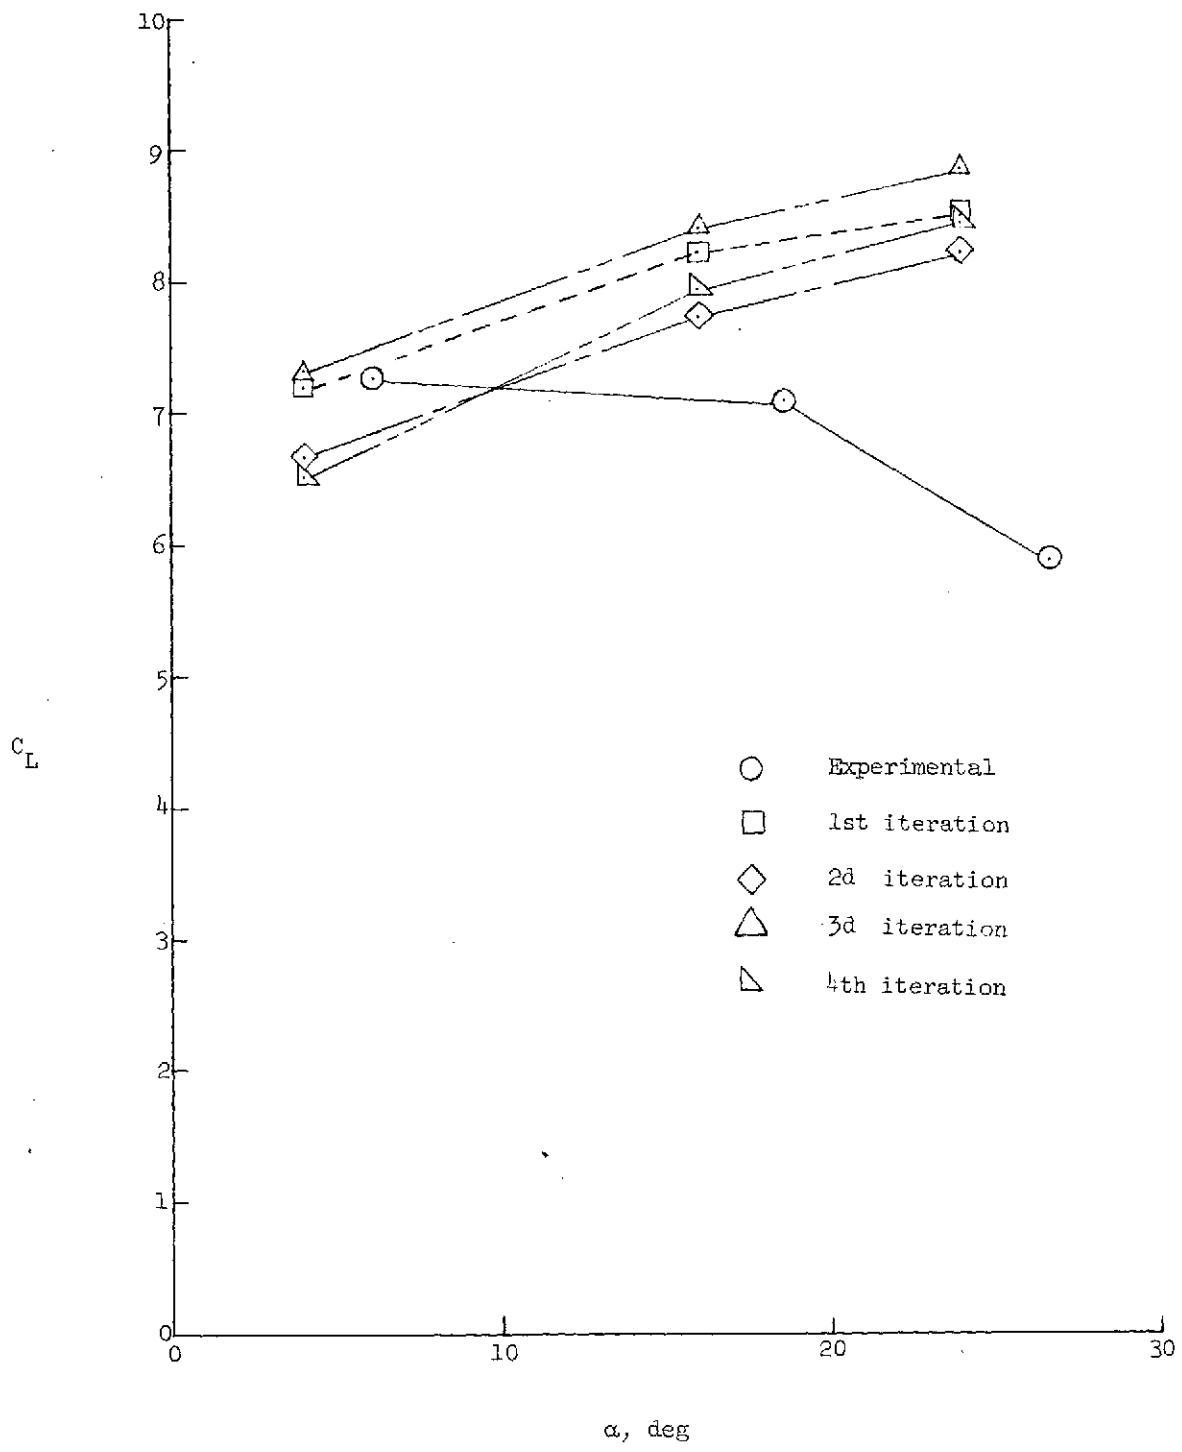 10
9
8
7
6
5
C_L
4
3
2
1
0
0 10 20 30
α, deg
Experimental
1st iteration
2d iteration
3d iteration
4th iteration